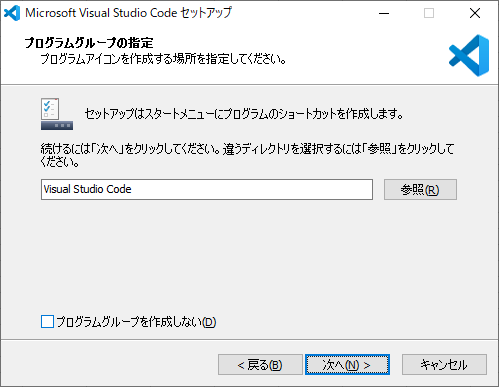 Microsoft Visual Studio Code セットアップ
プログラムグループの指定
プログラムアイコンを作成する場所を指定してください。
セットアップはスタートメニューにプログラムのショートカットを作成します。
続けるには「次へ」をクリックしてください。違うディレクトリを選択するには「参照」をクリックして
ください。
Visual Studio Code
参照(R)
プログラムグループを作成しない(D)
< 戻る(B)
次へ(N) >
キャンセル